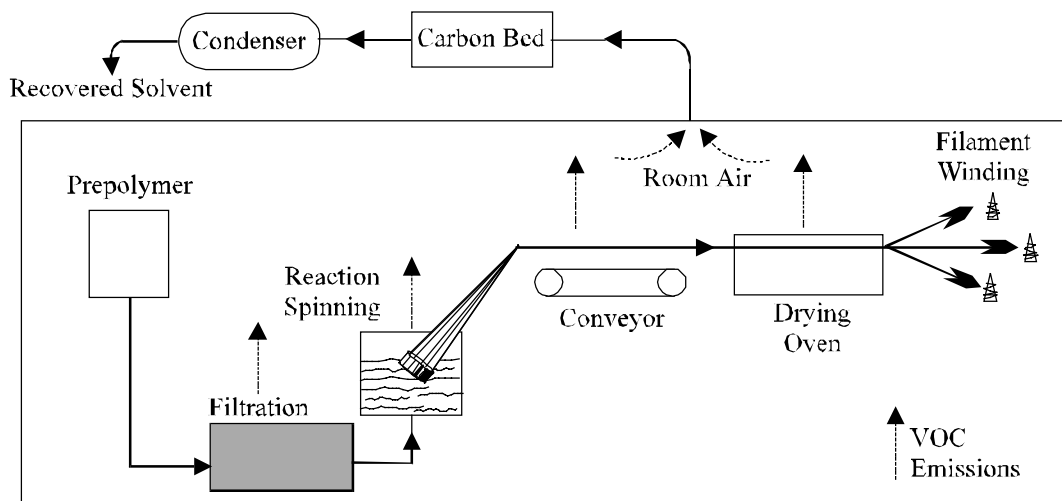 Condenser
Carbon Bed
Recovered Solvent
Filament
Winding
Room Air
Prepolymer
Reaction
Spinning
Conveyor
Drying
Oven
Filtration
VOC
Emissions